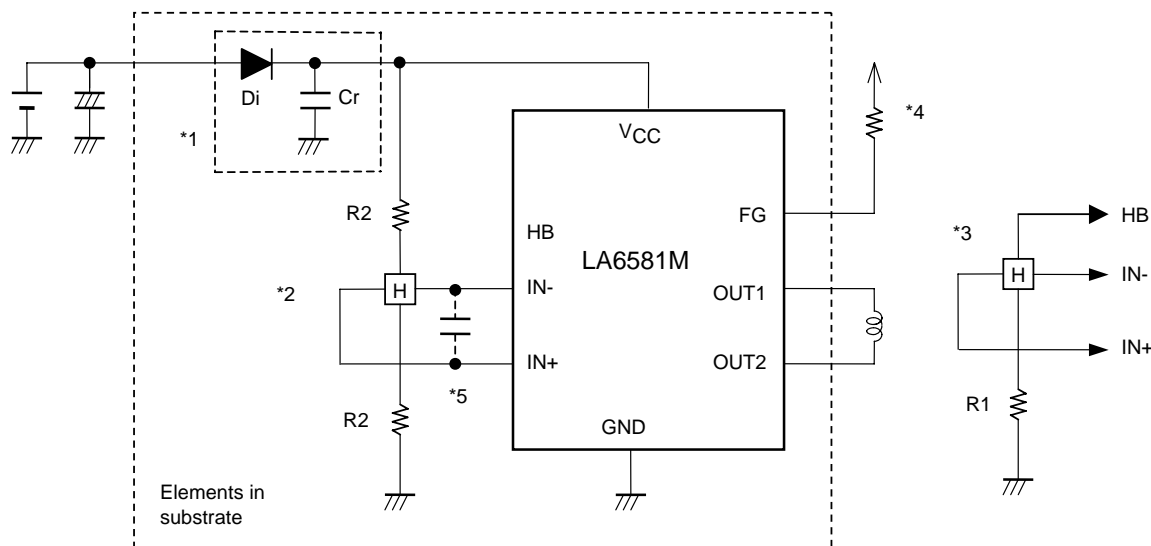 Di
Cr
*1
VCC
*4
R2
FG
HB
HB
*3
LA6581M
H
IN-
H
IN-
*2
OUT1
IN+
OUT2
IN+
*5
R2
R1
GND
Elements in
substrate